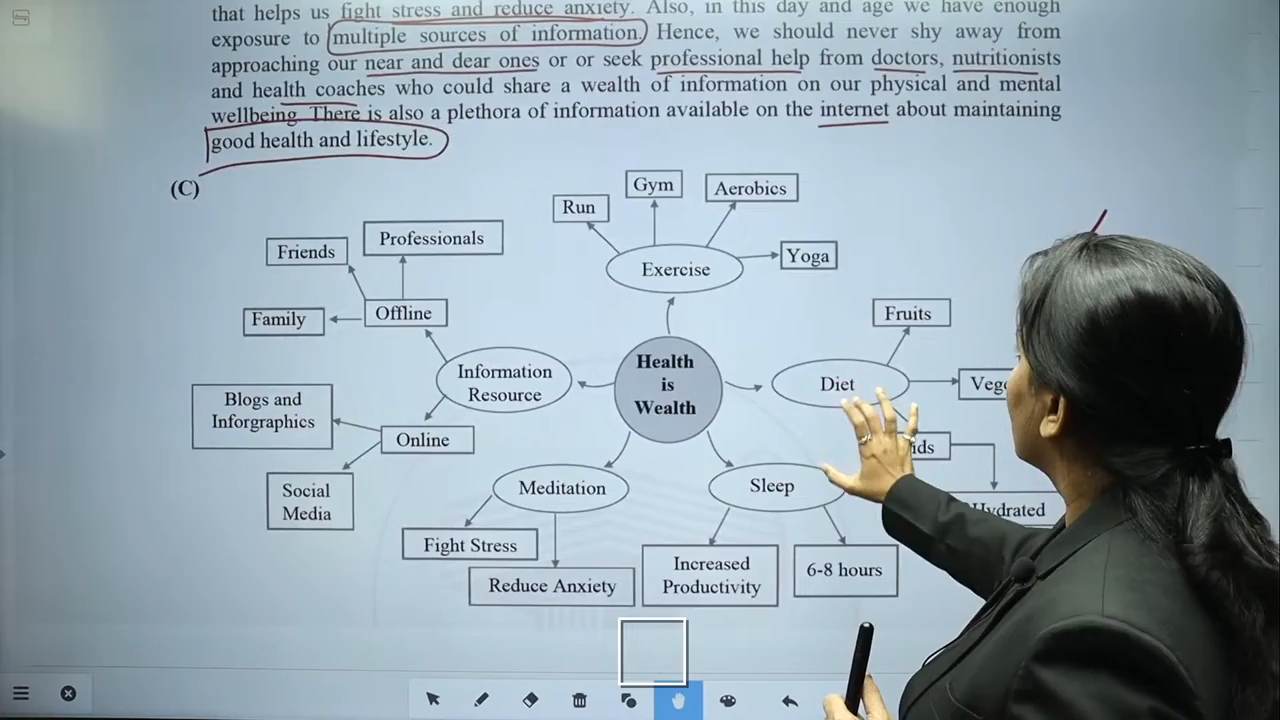 that helps us fight stress and reduce anxiety. Also, in this day and age we have enough
exposure to multiple sources of information. Hence, we should never shy away from
approaching our near and dear ones or or seek professional help from doctors, nutritionists
and health coaches who could share a wealth of information on our physical and mental
wellbeing. There is also a plethora of information available on the internet about maintaining
good health and lifestyle.
(C)
Gym
Aerobics
Run
Professionals
Friends
Exercise
Yoga
Offline
Family
Fruits
Information
Resource
Health
is
Wealth
Diet
Blogs and
Inforgraphics
Online
Social
Media
Meditation
Sleep
Hydrated
Fight Stress
Reduce Anxiety
Increased
Productivity
6-8 hours